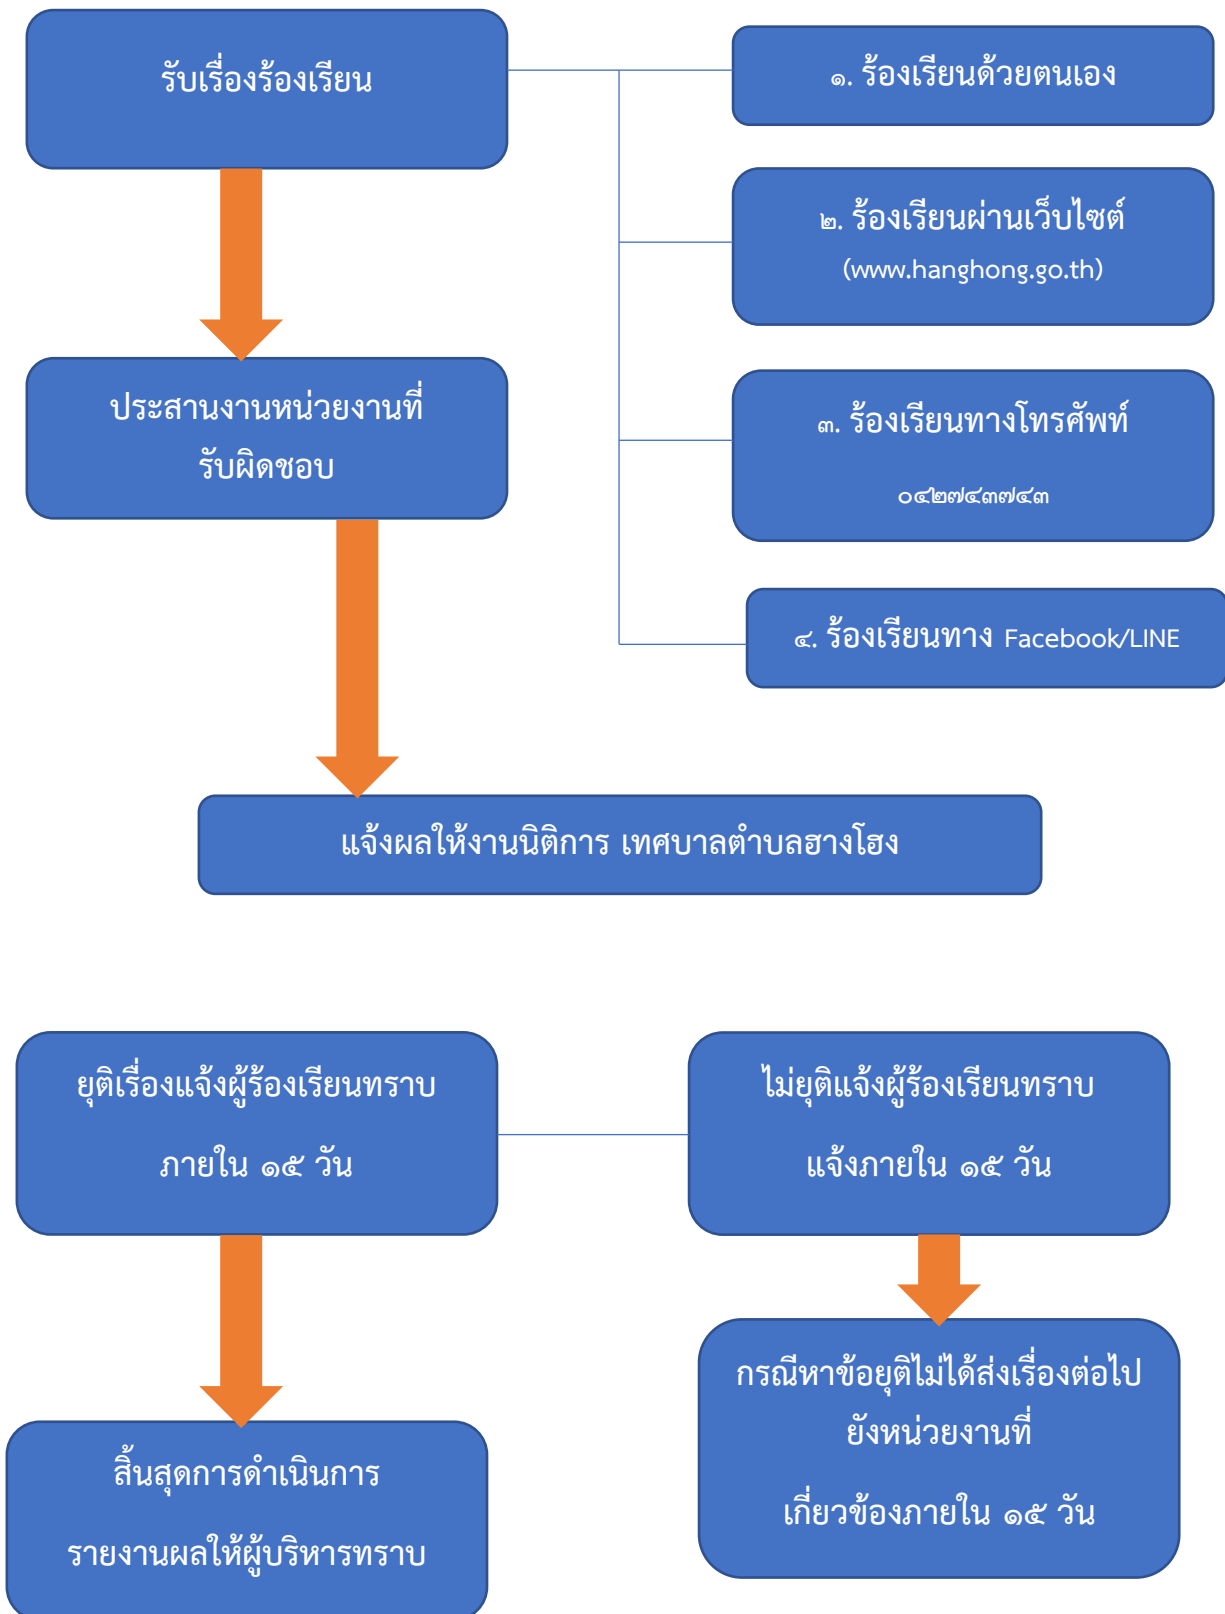 รับเรื่องร้องเรียน
๑. ร้องเรียนด้วยตนเอง
๒. ร้องเรียนผ่านเว็บไซต์
(www.hanghong.go.th)
ประสานงานหน่วยงานที่
รับผิดชอบ
๓. ร้องเรียนทางโทรศัพท์
๐๔๒๗๔๓๗๔๓
๔. ร้องเรียนทาง Facebook/LINE
แจ้งผลให้งานนิติการ เทศบาลตำบลฮางโฮง
ยุติเรื่องแจ้งผู้ร้องเรียนทราบ
ภายใน ๑๕ วัน
ไม่ยุติแจ้งผู้ร้องเรียนทราบ
แจ้งภายใน ๑๕ วัน
กรณีหาข้อยุติไม่ได้ส่งเรื่องต่อไป
ยังหน่วยงานที่
เกี่ยวข้องภายใน ๑๕ วัน
สิ้นสุดการดำเนินการ
รายงานผลให้ผู้บริหารทราบ